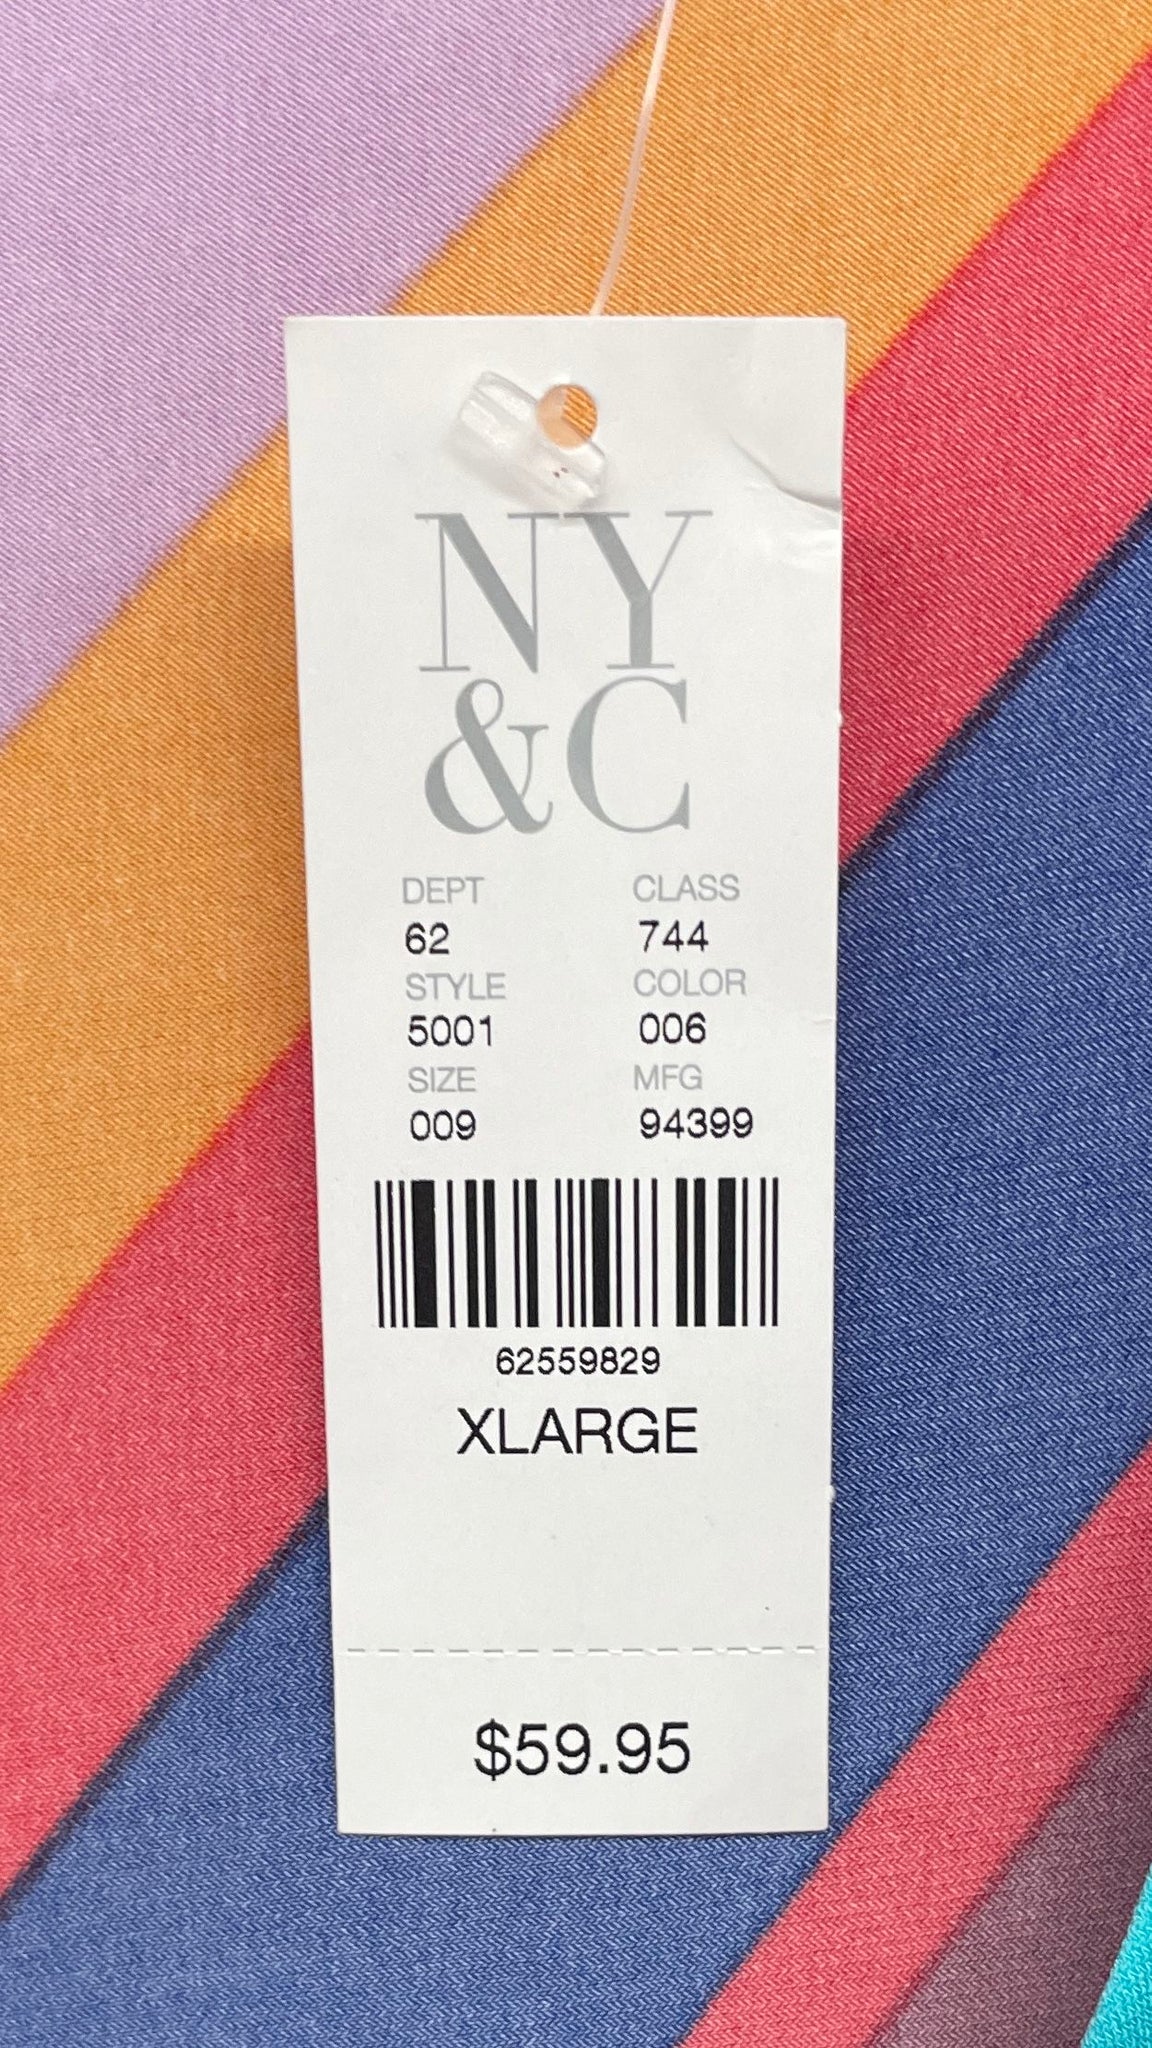 NY
&C
DEPT CLASS
62 744
STYLE COLOR
5001 006
SIZE MFG
009 94399
62559829
XLARGE
$59.95